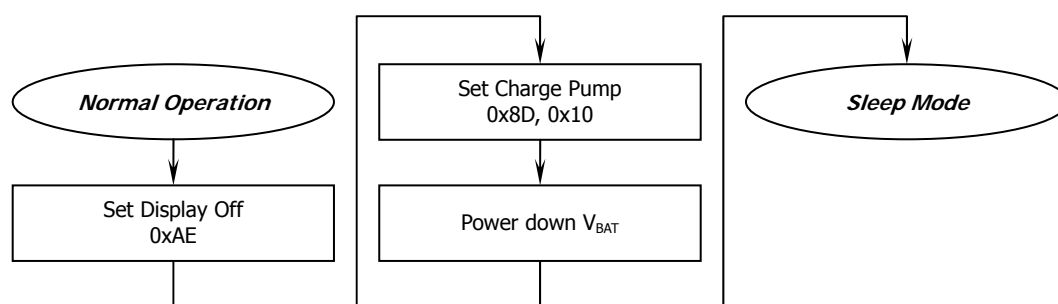 Normal Operation
Set Display Off
0xAE
Set Charge Pump
0x8D, 0x10
Power down VBAT
Sleep Mode